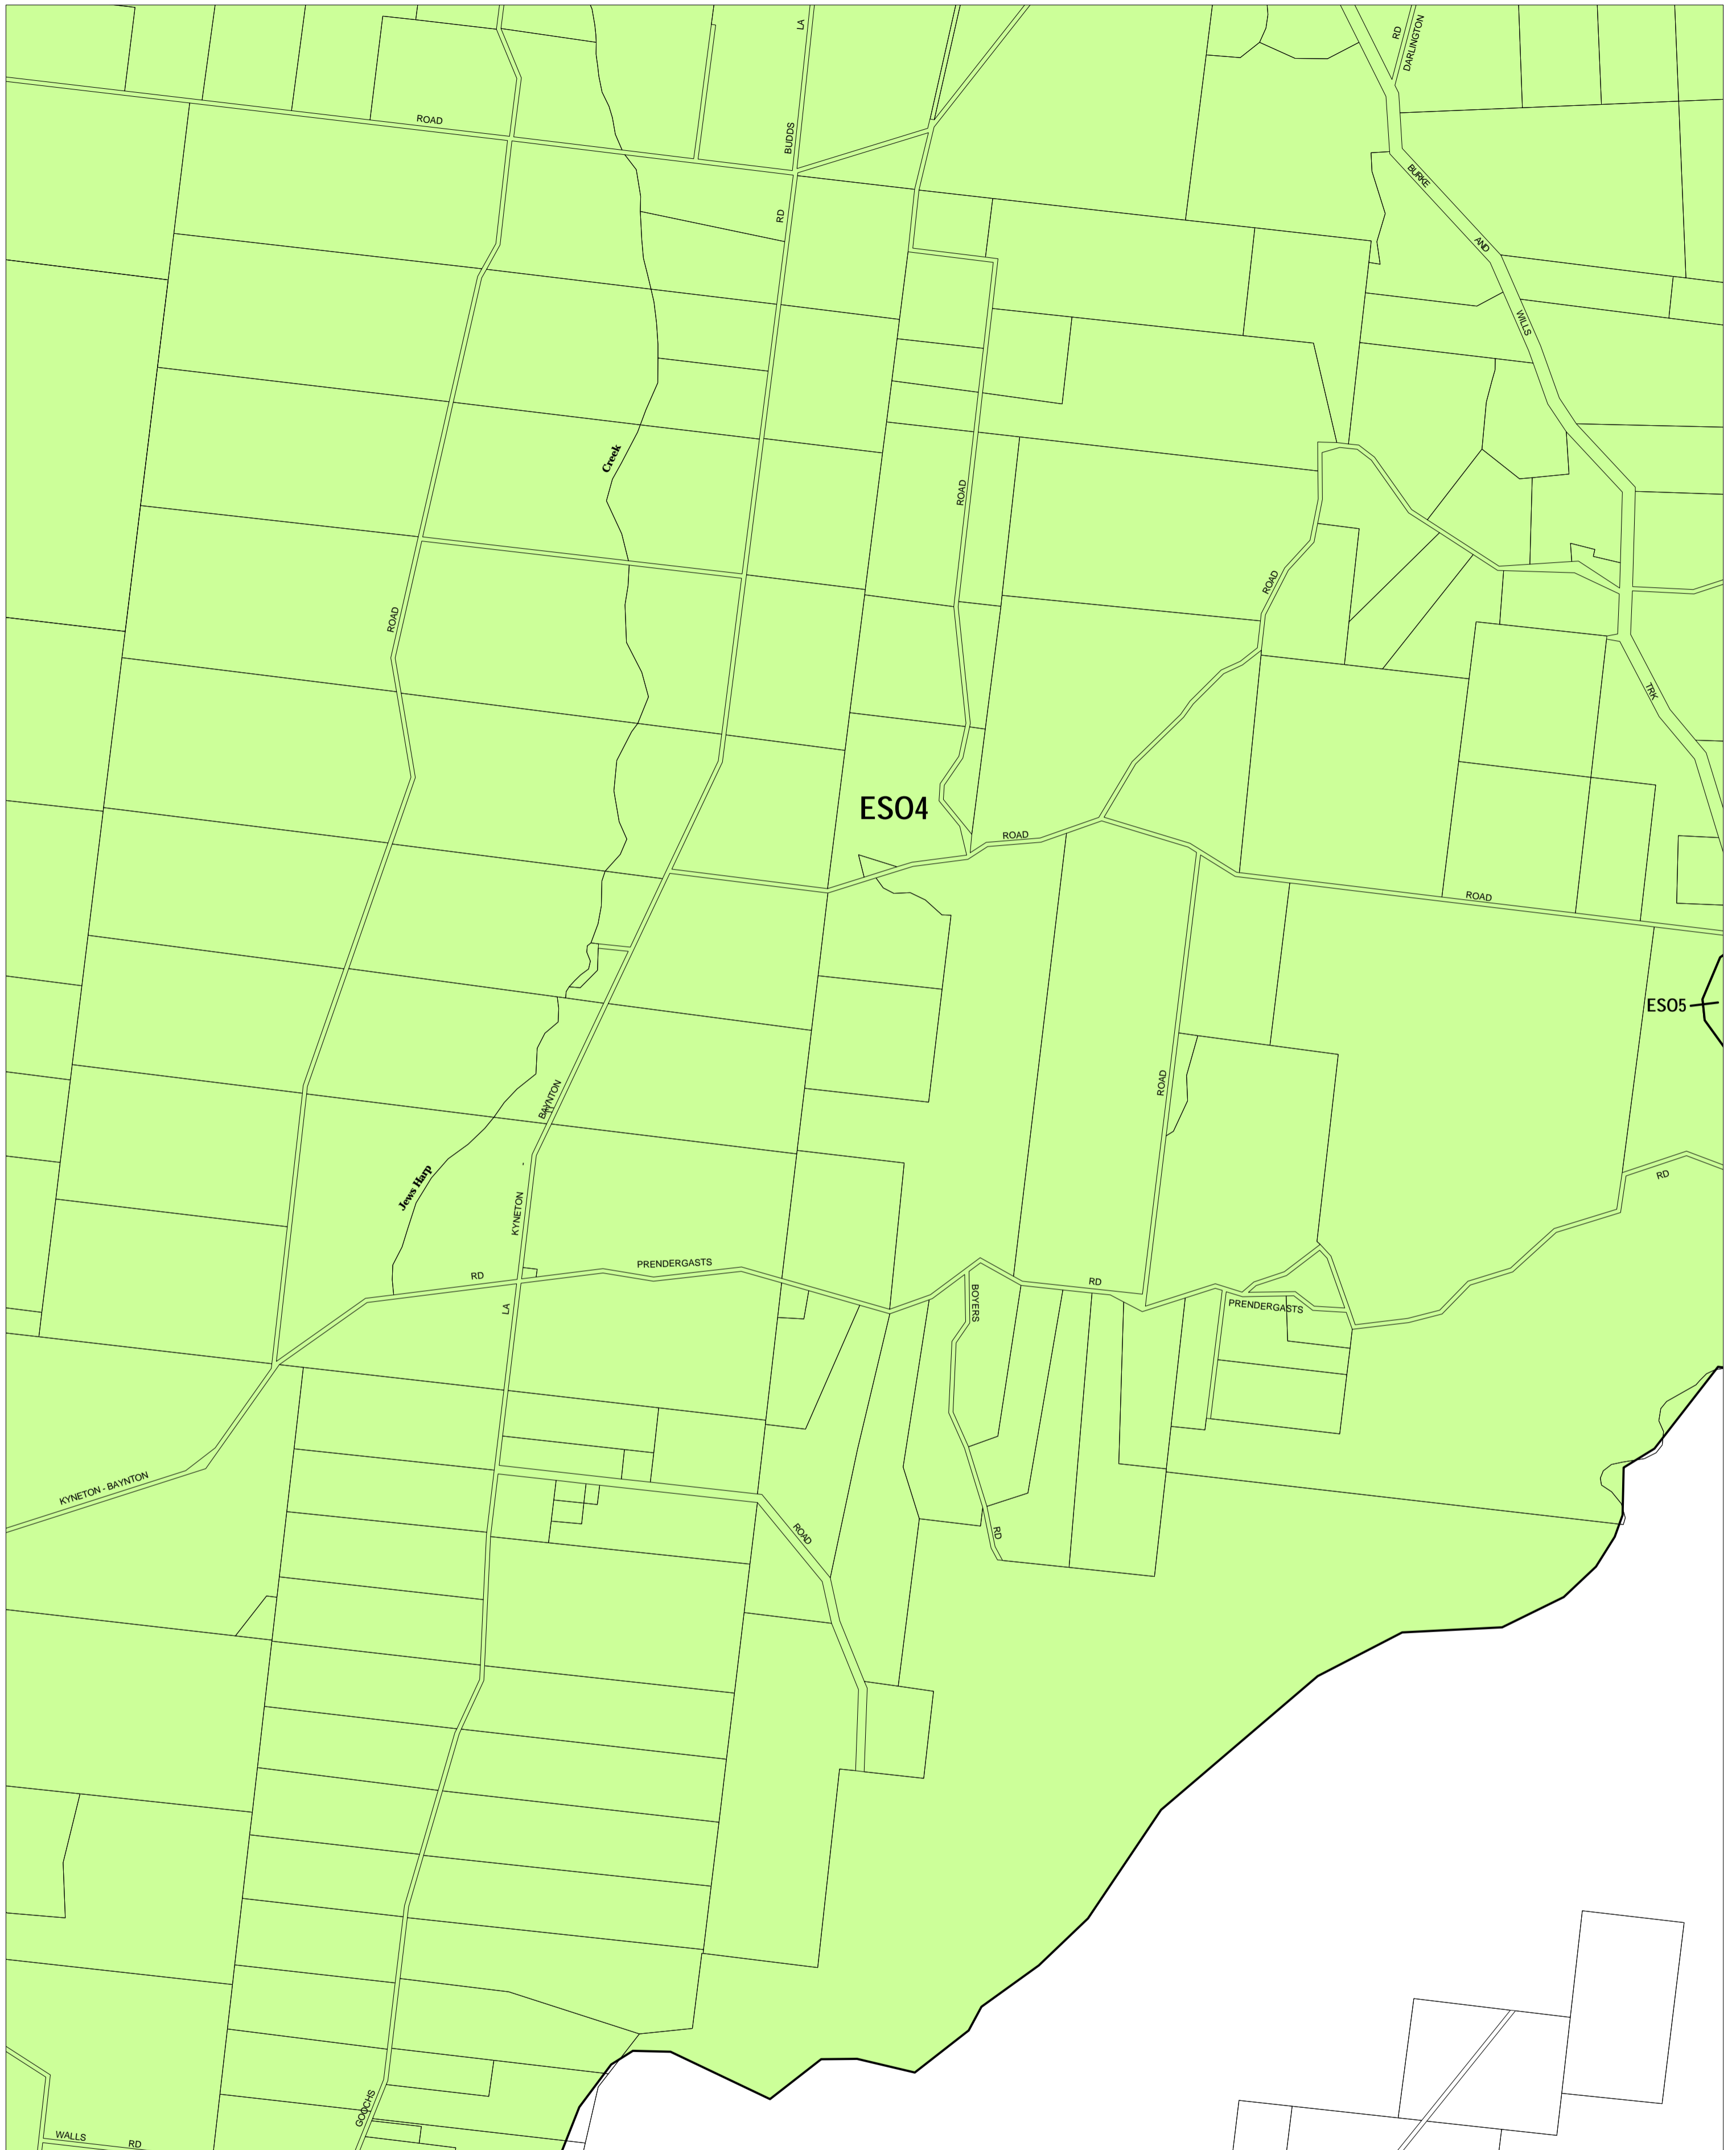 LA
RD
DARLINGTON
ROAD
BUDDS
BURKE
RD
AND
WILLS
Creek
ROAD
ROAD
ROAD
TRK
ESO4
ROAD
ROAD
ESO5
ROAD
BAYNTON
Jews Harp
-
KYNETON
RD
PRENDERGASTS
RD
RD
BOYERS
LA
PRENDERGASTS
KYNETON - BAYNTON
ROAD
RD
GOOCHS
WALLS
RD